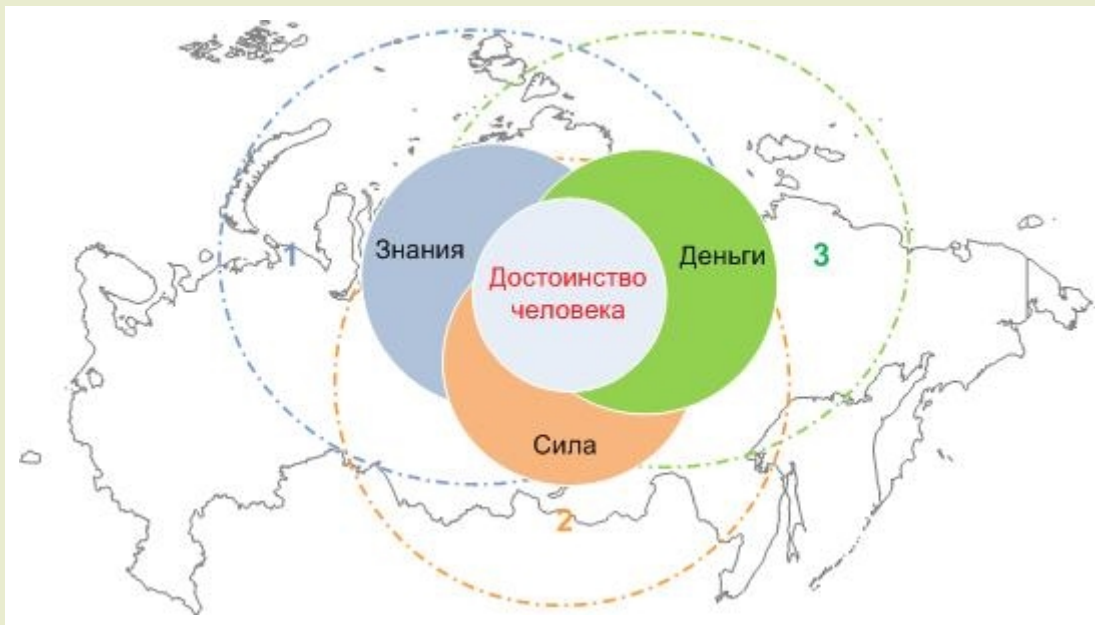 Знания
1
Достоинство
человека
Деньги
3
Сила
2